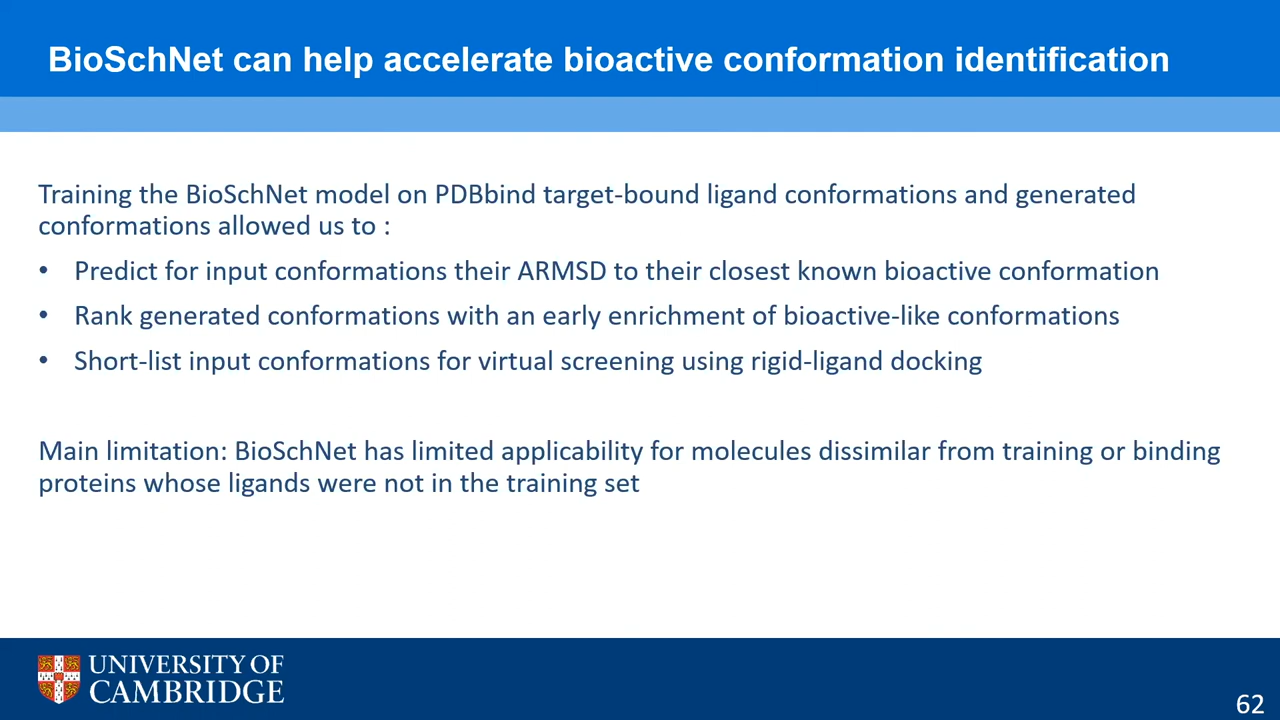 BioSchNet can help accelerate bioactive conformation identification
Training the BioSchNet model on PDBbind target-bound ligand conformations and generated
conformations allowed us to :
• Predict for input conformations their ARMSD to their closest known bioactive conformation
• Rank generated conformations with an early enrichment of bioactive-like conformations
• Short-list input conformations for virtual screening using rigid-ligand docking
Main limitation: BioSchNet has limited applicability for molecules dissimilar from training or binding
proteins whose ligands were not in the training set
UNIVERSITY OF
CAMBRIDGE
62